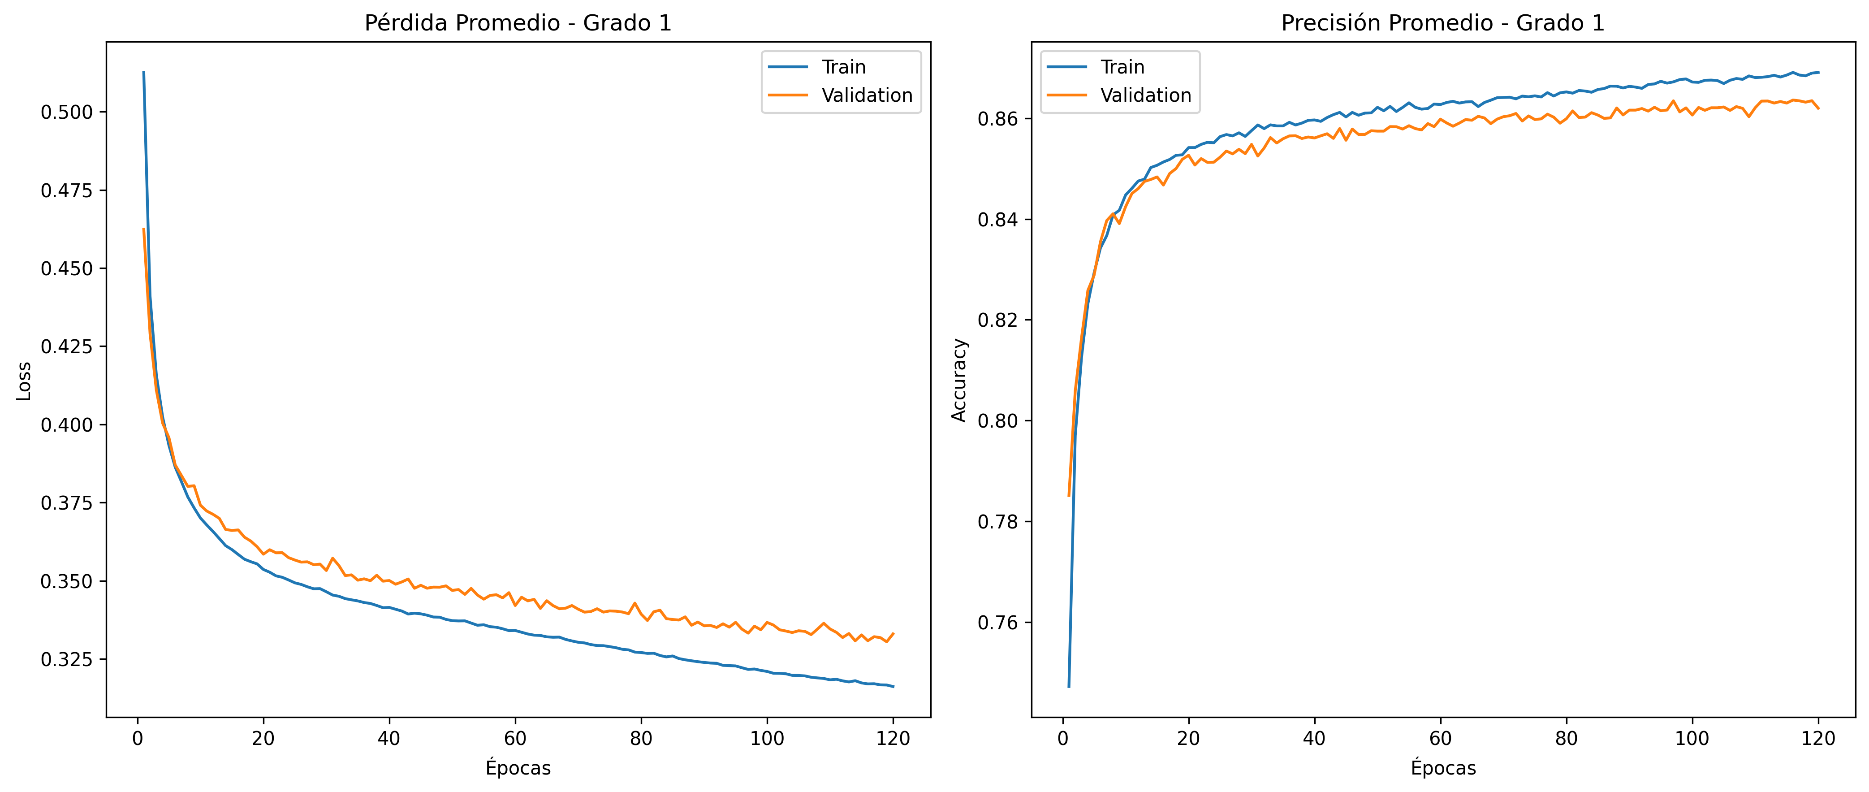 Pérdida Promedio - Grado 1
Train
Validation
0.500
0.475
0.450
0.425
0.400
0.375
0.350
0.325
Loss
0 20 40 60 80 100 120
Épocas
Precisión Promedio - Grado 1
Train
Validation
0.86
0.84
0.82
0.80
0.78
0.76
Accuracy
0 20 40 60 80 100 120
Épocas